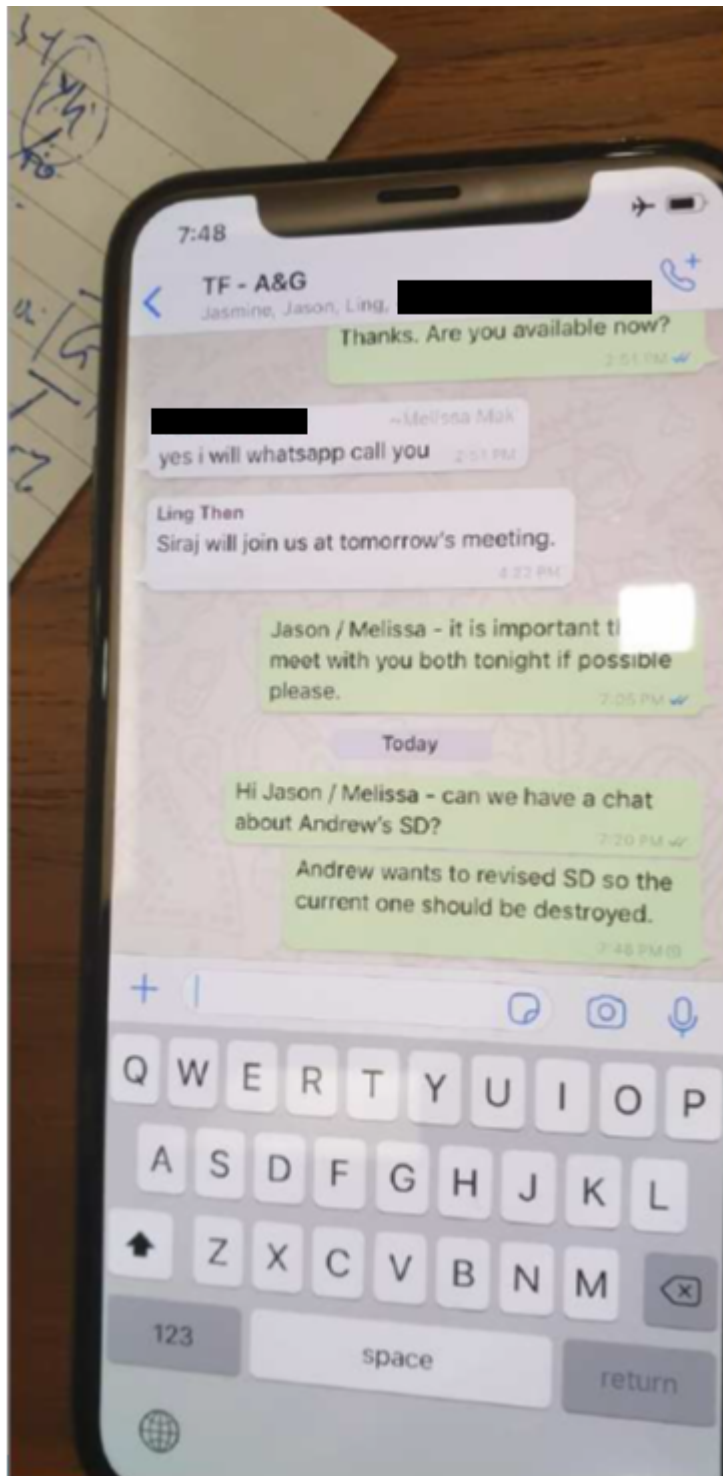 7:48
TF - A&G
Jasmine, Jason, Ling,
Thanks. Are you available now?
2:51 PM
~Melissa Mak
yes i will whatsapp call you
2:51 PM
Ling Then
Siraj will join us at tomorrow's meeting.
4:22 PM
Jason / Melissa - it is important
meet with you both tonight if possible
please.
7:05 PM
Today
Hi Jason / Melissa - can we have a chat
about Andrew's SD?
7:20 PM
Andrew wants to revised SD so the
current one should be destroyed.
7:48 PM
Q W E R T Y U I O P
A S D F G H J K L
Z X C V B N M
123 space return